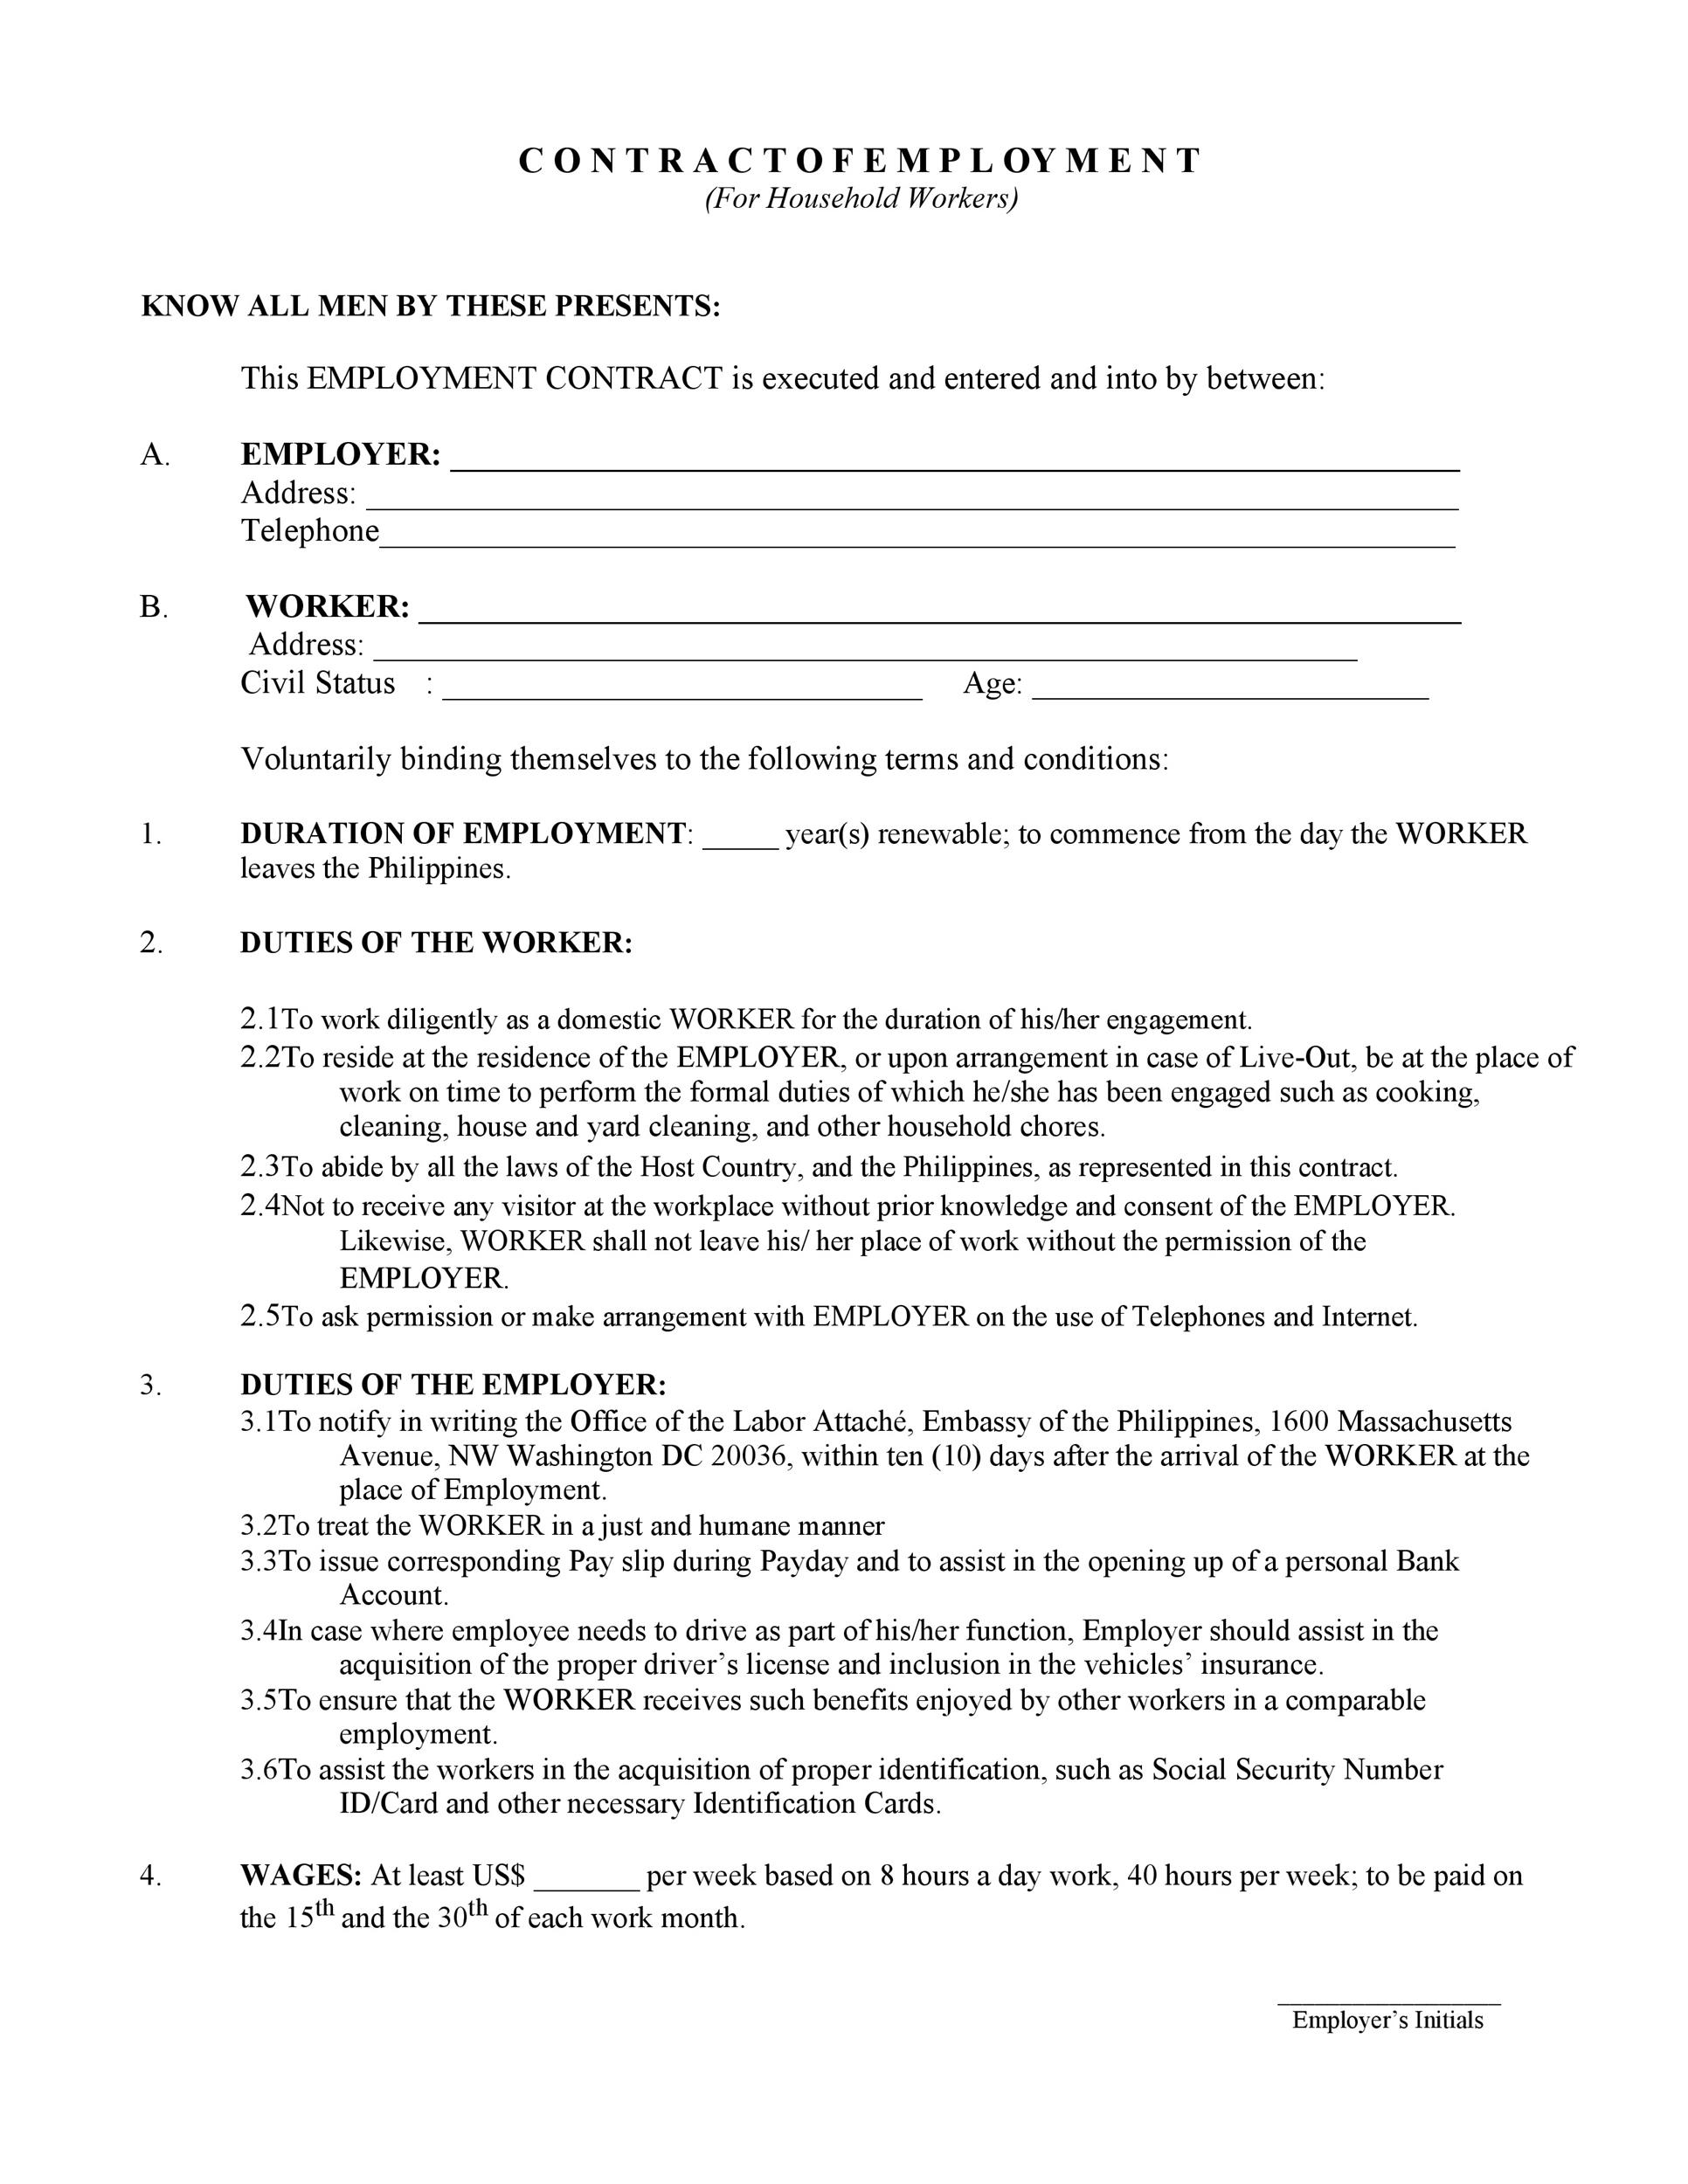 C O N T R A C T O F E M P L OY M E N T
(For Household Workers)
KNOW ALL MEN BY THESE PRESENTS:
This EMPLOYMENT CONTRACT is executed and entered and into by between:
A. EMPLOYER: ______________________________
Address: ______________________________
Telephone______________________________
B. WORKER: ______________________________
Address: ______________________________
Civil Status : ____________________ Age: ____________________
Voluntarily binding themselves to the following terms and conditions:
1. DURATION OF EMPLOYMENT: _____ year(s) renewable; to commence from the day the WORKER
leaves the Philippines.
2. DUTIES OF THE WORKER:
2.1To work diligently as a domestic WORKER for the duration of his/her engagement.
2.2To reside at the residence of the EMPLOYER, or upon arrangement in case of Live-Out, be at the place of
work on time to perform the formal duties of which he/she has been engaged such as cooking,
cleaning, house and yard cleaning, and other household chores.
2.3To abide by all the laws of the Host Country, and the Philippines, as represented in this contract.
2.4Not to receive any visitor at the workplace without prior knowledge and consent of the EMPLOYER.
Likewise, WORKER shall not leave his/ her place of work without the permission of the
EMPLOYER.
2.5To ask permission or make arrangement with EMPLOYER on the use of Telephones and Internet.
3. DUTIES OF THE EMPLOYER:
3.1To notify in writing the Office of the Labor Attaché, Embassy of the Philippines, 1600 Massachusetts
Avenue, NW Washington DC 20036, within ten (10) days after the arrival of the WORKER at the
place of Employment.
3.2To treat the WORKER in a just and humane manner
3.3To issue corresponding Pay slip during Payday and to assist in the opening up of a personal Bank
Account.
3.4In case where employee needs to drive as part of his/her function, Employer should assist in the
acquisition of the proper driver’s license and inclusion in the vehicles’ insurance.
3.5To ensure that the WORKER receives such benefits enjoyed by other workers in a comparable
employment.
3.6To assist the workers in the acquisition of proper identification, such as Social Security Number
ID/Card and other necessary Identification Cards.
4. WAGES: At least US$ _______ per week based on 8 hours a day work, 40 hours per week; to be paid on
the 15th and the 30th of each work month.
_________________
Employer’s Initials